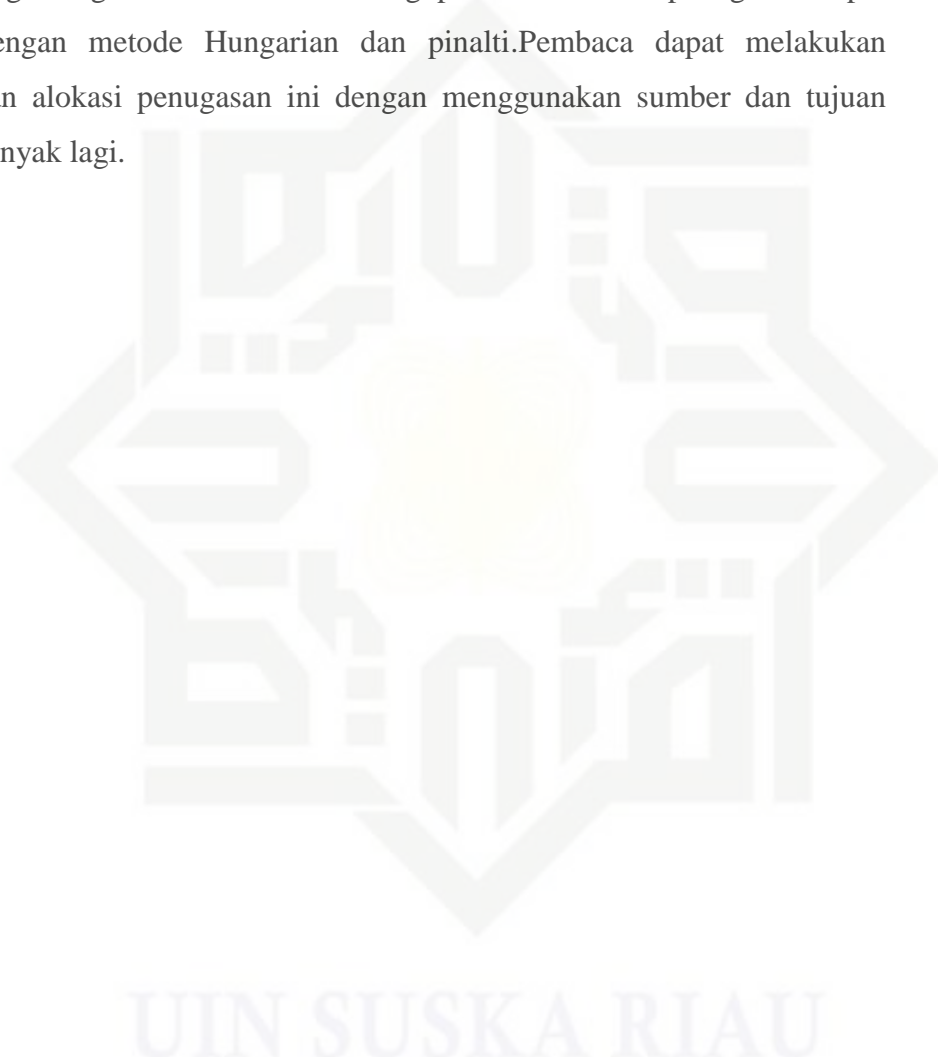 engan metode Hungarian dan pinalti.Pembaca dapat melakukan
an alokasi penugasan ini dengan menggunakan sumber dan tujuan
nyak lagi.
UIN SUSKA RIAU